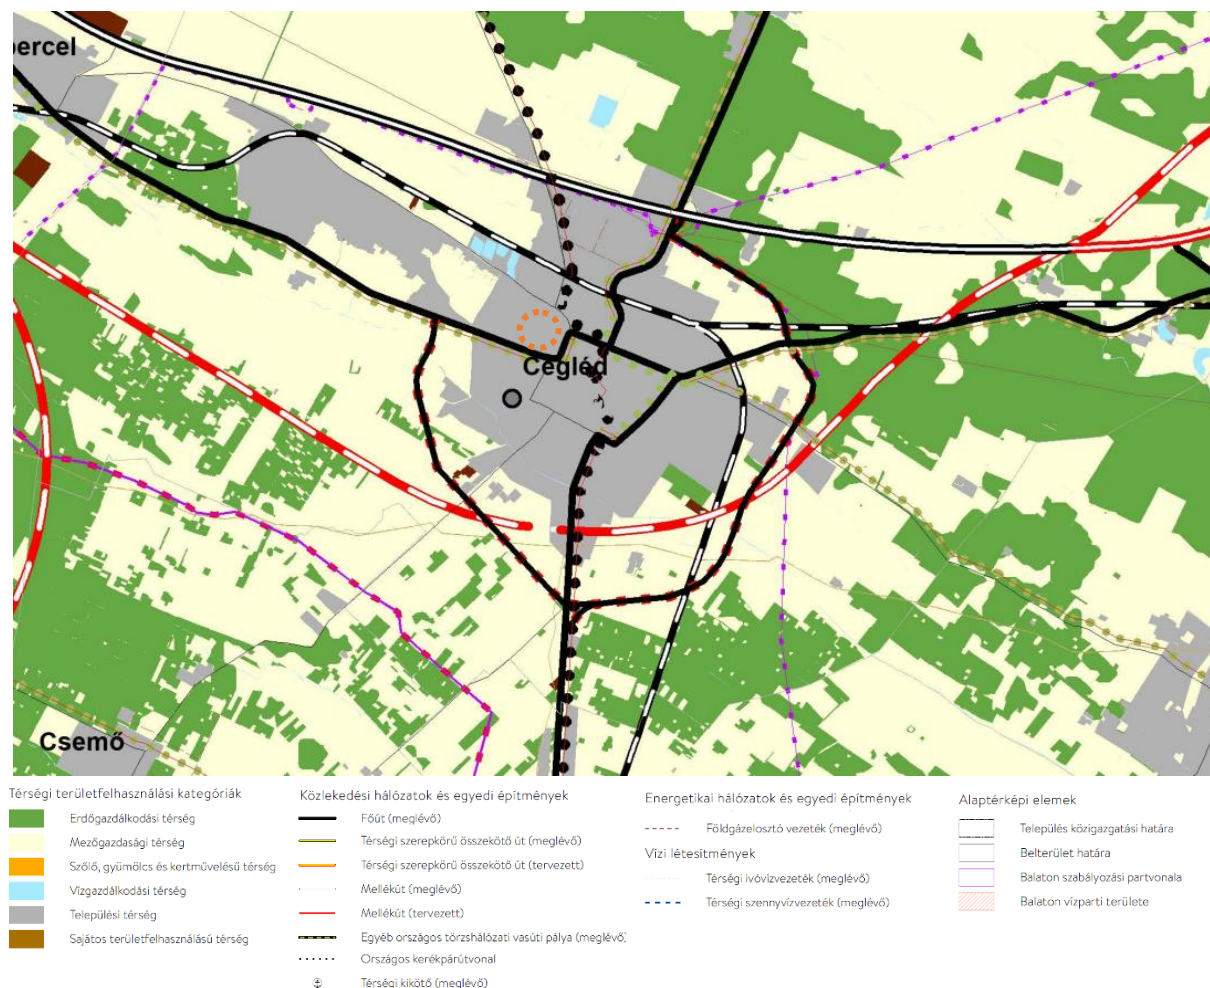 percel
Cegléd
Csemő
Térségi területfelhasználási kategóriák
Erdőgazdálkodási térség
Mezőgazdasági térség
Szőlő, gyümölcs és kertművelésű térség
Vízgazdálkodási térség
Települési térség
Sajátos területfelhasználású térség
Közlekedési hálózatok és egyedi építmények
Főút (meglévő)
Térségi szerepkörű összekötő út (meglévő)
Térségi szerepkörű összekötő út (tervezett)
Mellékút (meglévő)
Mellékút (tervezett)
Egyéb országos törzshálózati vasúti pálya (meglévő)
Országos kerékpárútvonal
Térségi kikötő (meglévő)
Energetikai hálózatok és egyedi építmények
Földgázelosztó vezeték (meglévő)
Vízi létesítmények
Térségi ivóvízvezeték (meglévő)
Térségi szennyvízvezeték (meglévő)
Alaptérképi elemek
Település közigazgatási határa
Belterület határa
Balaton szabályozási partvonala
Balaton vízparti területe